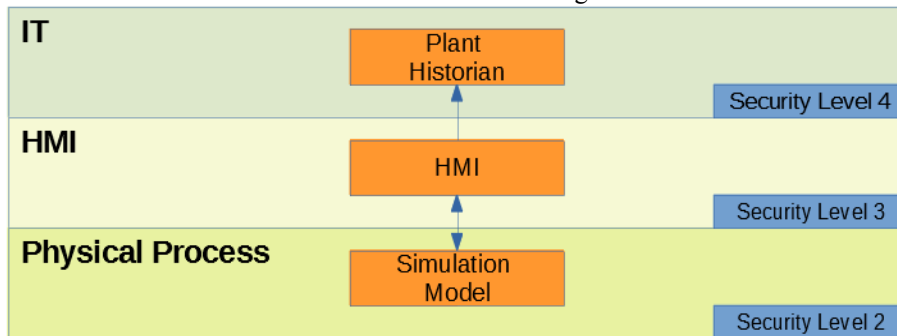 IT
Plant
Historian
Security Level 4
HMI
HMI
Security Level 3
Physical Process
Simulation
Model
Security Level 2